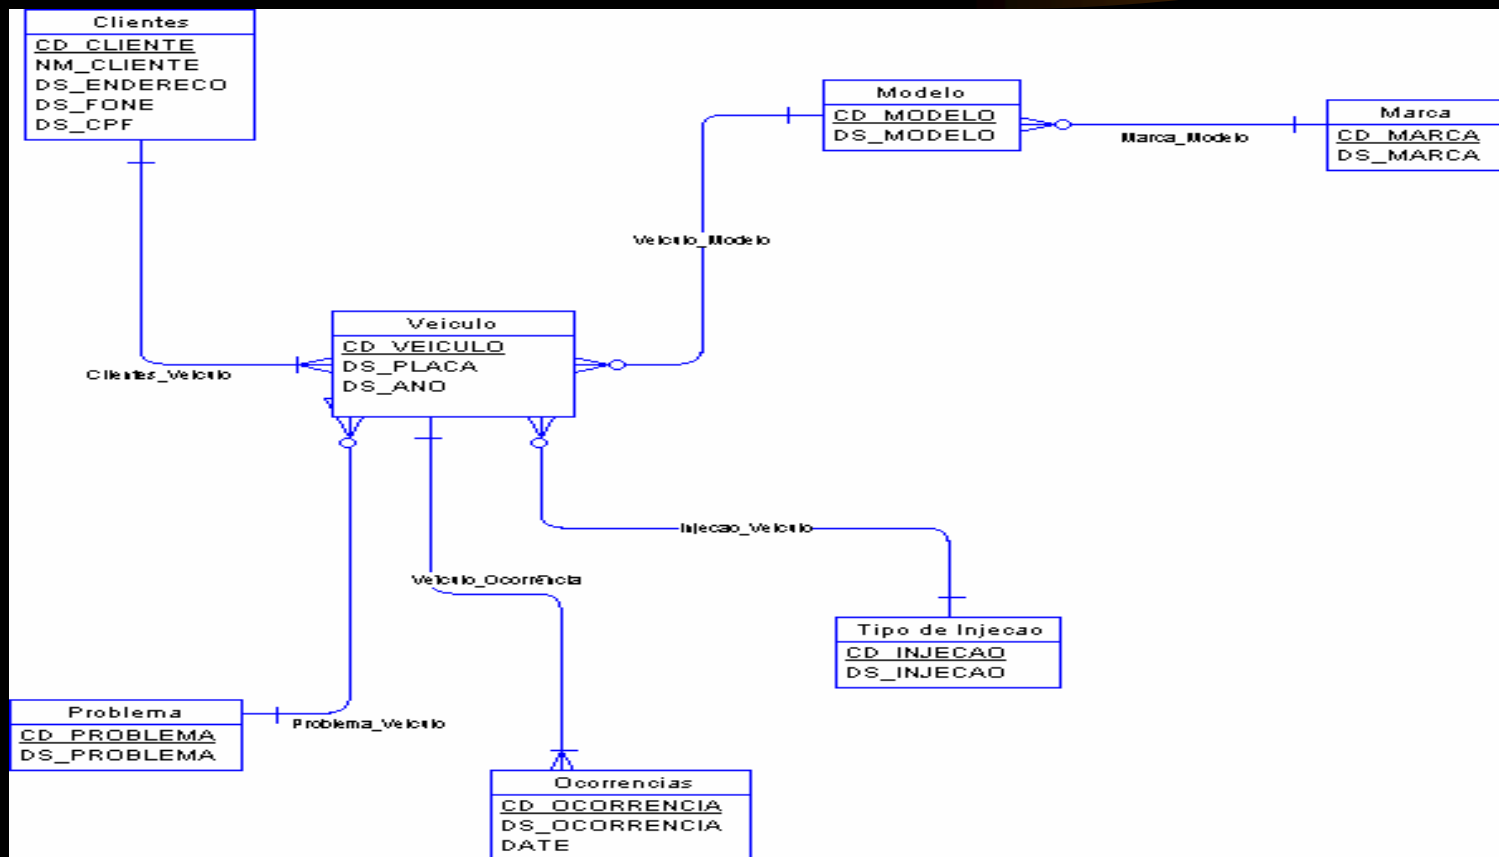 Clientes
CD_CLIENTE
NM_CLIENTE
DS_ENDERECO
DS_FONE
DS_CPF
Modelo
CD_MODELO
DS_MODELO
Marca
CD_MARCA
DS_MARCA
Marca_Modelo
Veiculo_Modelo
Veiculo
CD_VEICULO
DS_PLACA
DS_ANO
Clientes_Veiculo
Injecao_Veiculo
Veiculo_Ocorrência
Tipo de Injecao
CD_INJECAO
DS_INJECAO
Problema
CD_PROBLEMA
DS_PROBLEMA
Problema_Veiculo
Ocorrencias
CD_OCORRENCIA
DS_OCORRENCIA
DATE